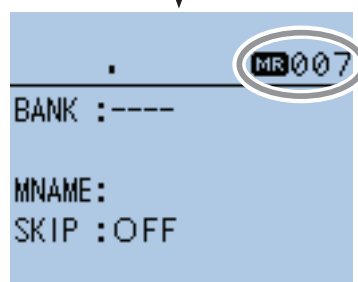 . MR007
BANK :----
MNAME:
SKIP :OFF